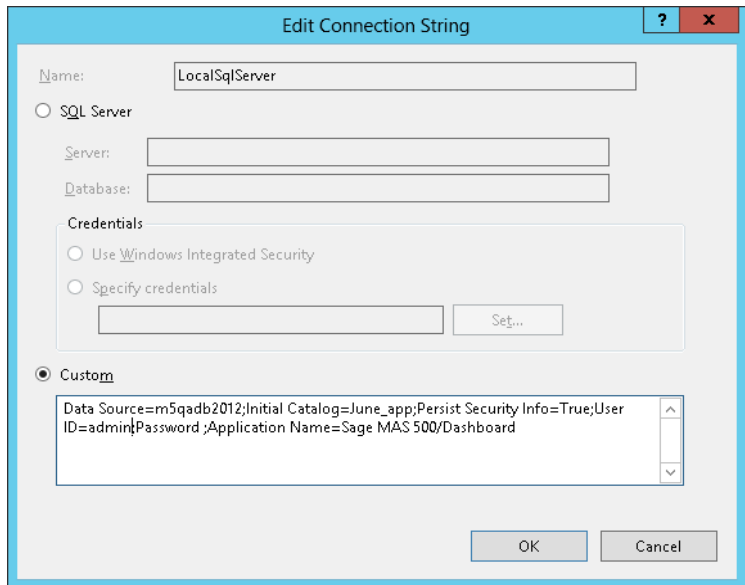 Edit Connection String
? x
Name: LocalSqlServer
SQL Server
Server:
Database:
Credentials
Use Windows Integrated Security
Specify credentials
Set...
Custom
Data Source=m5qadb2012;Initial Catalog=June_app;Persist Security Info=True;User
ID=admin;Password ;Application Name=Sage MAS 500/Dashboard
OK Cancel